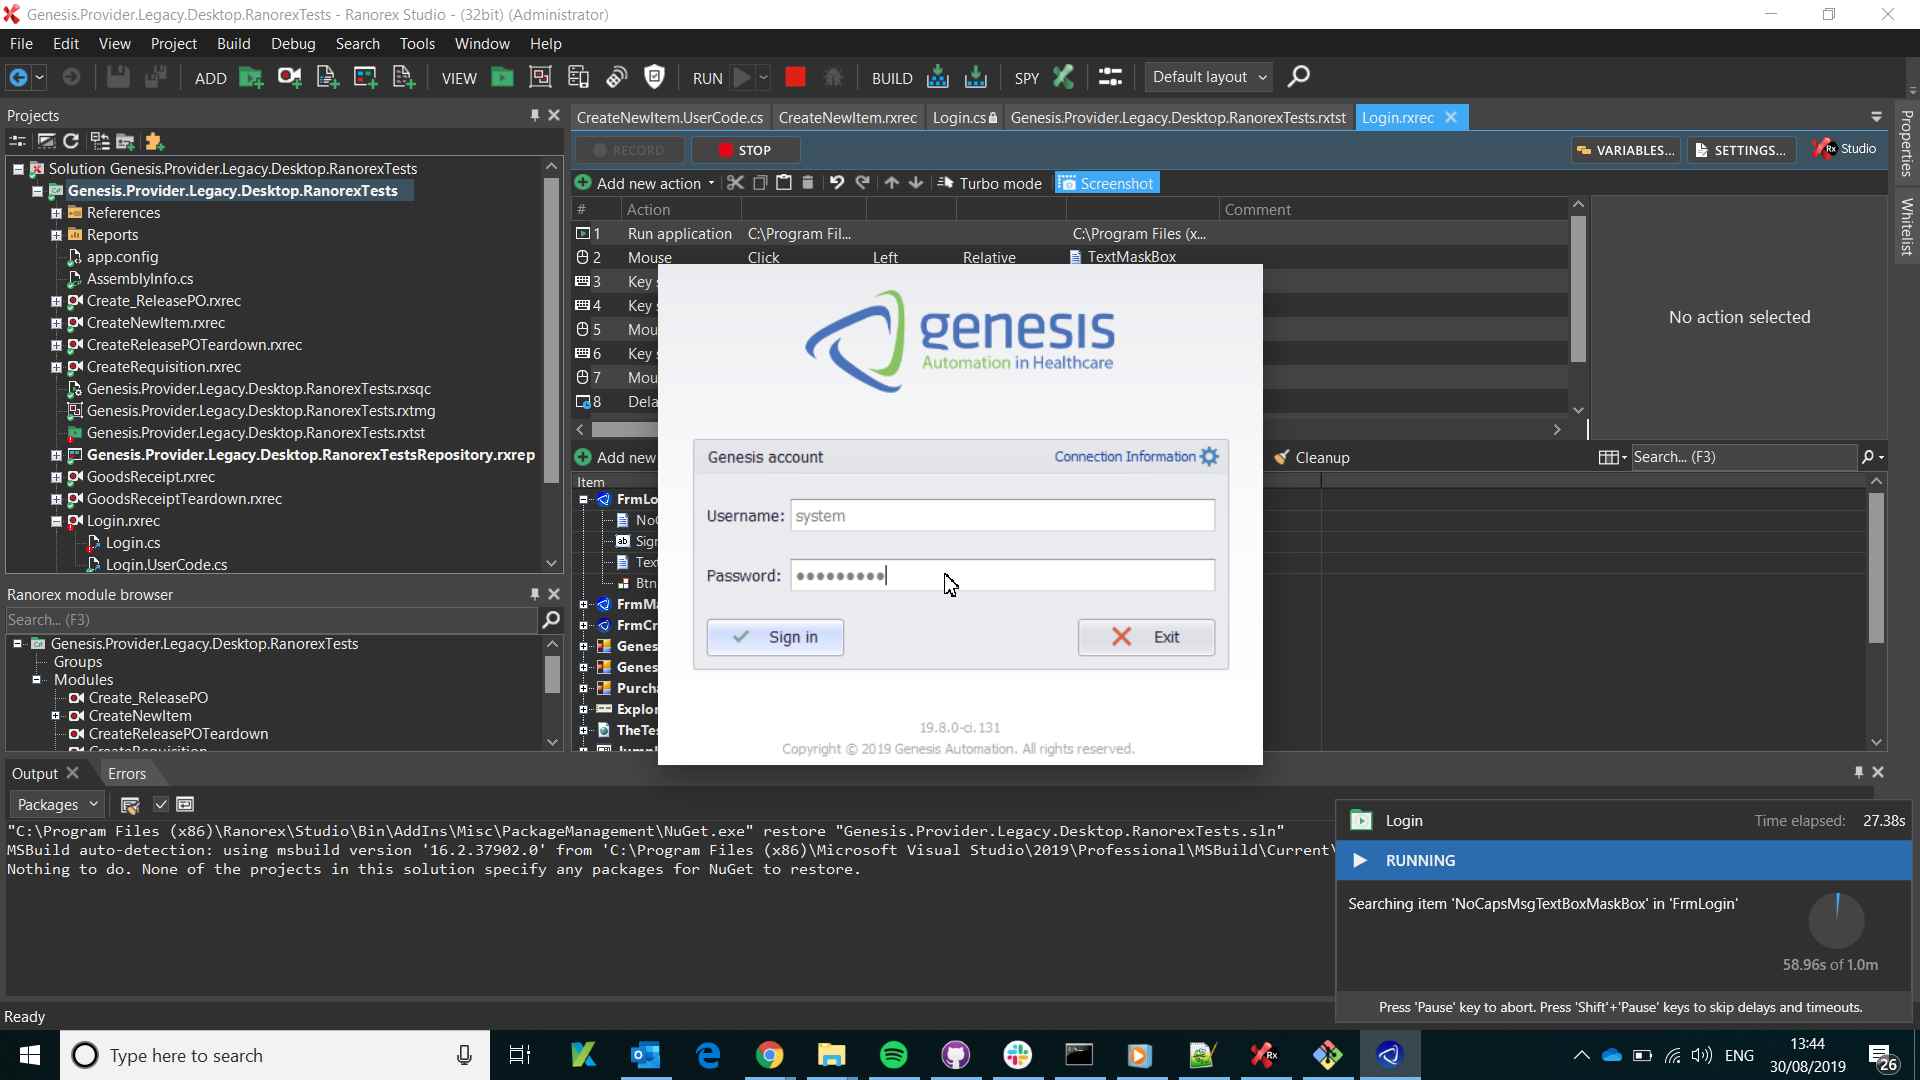 Genesis.Provider.Legacy.Desktop.RanorexTests - Ranorex Studio - (32bit) (Administrator)
File Edit View Project Build Debug Search Tools Window Help
ADD VIEW RUN BUILD SPY Default layout
Projects
Solution Genesis.Provider.Legacy.Desktop.RanorexTests
Genesis.Provider.Legacy.Desktop.RanorexTests
References
Reports
app.config
AssemblyInfo.cs
Create_ReleasePO.rxrec
CreateNewItem.rxrec
CreateReleasePOTeardown.rxrec
CreateRequisition.rxrec
Genesis.Provider.Legacy.Desktop.RanorexTests.rxsqc
Genesis.Provider.Legacy.Desktop.RanorexTests.rxtmg
Genesis.Provider.Legacy.Desktop.RanorexTests.rxtst
Genesis.Provider.Legacy.Desktop.RanorexTestsRepository.rxrep
GoodsReceipt.rxrec
GoodsReceiptTeardown.rxrec
Login.rxrec
Login.cs
Login.UserCode.cs
Ranorex module browser
Search... (F3)
Genesis.Provider.Legacy.Desktop.RanorexTests
Groups
Modules
Create_ReleasePO
CreateNewItem
CreateReleasePOTeardown
CreateRequisition
CreateNewItem.UserCode.cs CreateNewItem.rxrec Login.cs Genesis.Provider.Legacy.Desktop.RanorexTests.rxtst Login.rxrec
RECORD STOP VARIABLES... SETTINGS... Rx Studio
Add new action Turbo mode Screenshot
# Action Comment
1 Run application C:\Program Fil... C:\Program Files (x...
2 Mouse Click Left Relative TextMaskBox
3 Key
4 Key
5 Mou
6 Key
7 Mou
8 Dela
No action selected
Properties
Whitelist
Add new Cleanup Search... (F3)
Item
FrmLo
NoC
ab Sign
Text
Btn
FrmM
FrmCr
Genes
Genes
Purcha
Explor
TheTe
genesis
Automation in Healthcare
Genesis account Connection Information
Username: system
Password: •••••••••
Sign in Exit
19.8.0-ci.131
Copyright © 2019 Genesis Automation. All rights reserved.
Output Errors
Packages
"C:\Program Files (x86)\Ranorex\Studio\Bin\AddIns\Misc\PackageManagement\NuGet.exe" restore "Genesis.Provider.Legacy.Desktop.RanorexTests.sln"
MSBuild auto-detection: using msbuild version '16.2.37902.0' from 'C:\Program Files (x86)\Microsoft Visual Studio\2019\Professional\MSBuild\Current\
Nothing to do. None of the projects in this solution specify any packages for NuGet to restore.
Login Time elapsed: 27.38s
RUNNING
Searching item 'NoCapsMsgTextBoxMaskBox' in 'FrmLogin'
58.96s of 1.0m
Press 'Pause' key to abort. Press 'Shift'+'Pause' keys to skip delays and timeouts.
Ready
Type here to search
ENG
13:44
30/08/2019
26